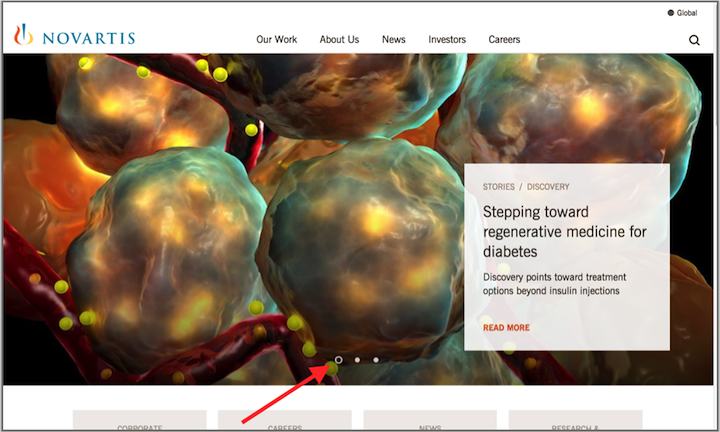 Global
NOVARTIS
Our Work About Us News Investors Careers
STORIES / DISCOVERY
Stepping toward
regenerative medicine for
diabetes
Discovery points toward treatment
options beyond insulin injections
READ MORE
CORPORATE CAREERS NEWS RESEARCH &